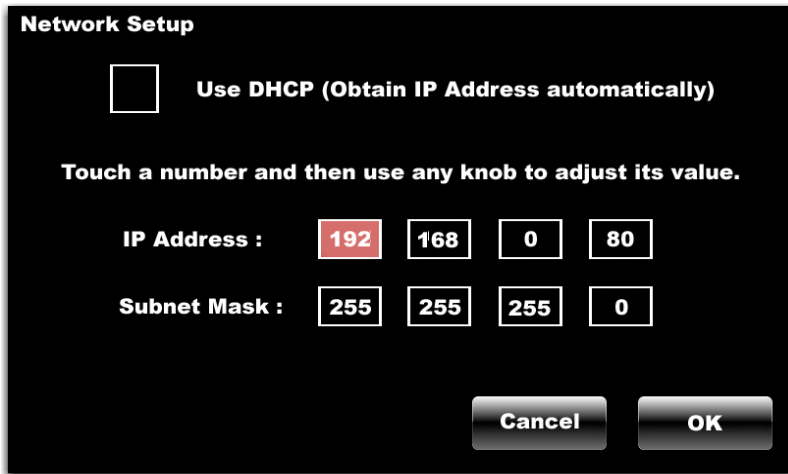 Network Setup
Use DHCP (Obtain IP Address automatically)
Touch a number and then use any knob to adjust its value.
IP Address : 192 168 0 80
Subnet Mask : 255 255 255 0
Cancel OK